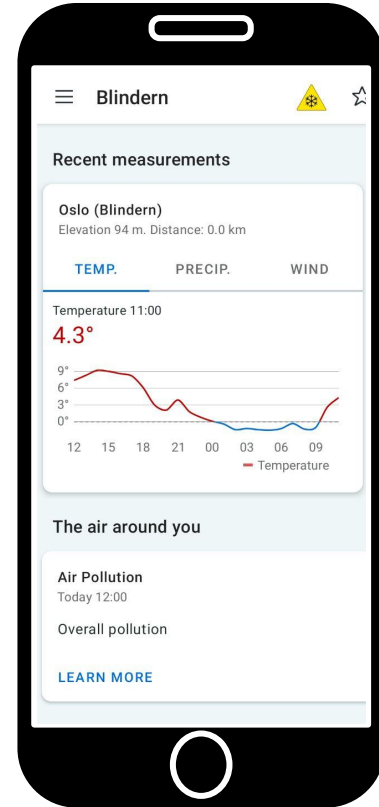 Blindern
Recent measurements
Oslo (Blindern)
Elevation 94 m. Distance: 0.0 km
TEMP. PRECIP. WIND
Temperature 11:00
4.3°
9°
6°
3°
0°
12 15 18 21 00 03 06 09
Temperature
The air around you
Air Pollution
Today 12:00
Overall pollution
LEARN MORE